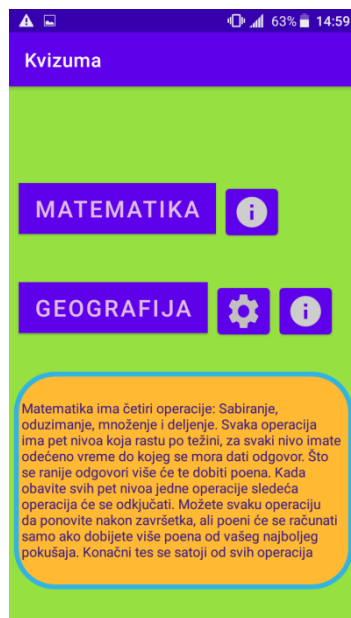 63% 14:59
Kvizuma
MATEMATIKA
GEOGRAFIJA
Matematika ima četiri operacije: Sabiranje,
oduzimanje, množenje i deljenje. Svaka operacija
ima pet nivoa koja rastu po težini, za svaki nivo imate
odećeno vreme do kojeg se mora dati odgovor. Što
se ranije odgovori više će te dobiti poena. Kada
obavite svih pet nivoa jedne operacije sledeća
operacija će se odkjučati. Možete svaku operaciju
da ponovite nakon završetka, ali poeni će se računati
samo ako dobijete više poena od vašeg najboljeg
pokušaja. Konačni tes se satoji od svih operacija